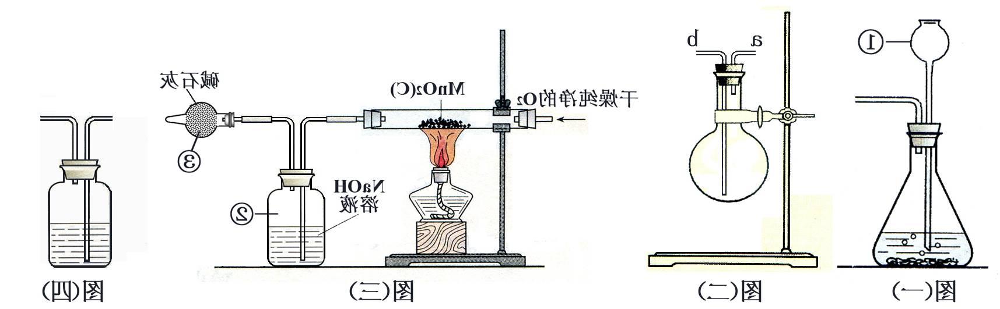 ①
图(一)
a
b
图(二)
干燥纯净的O₂
MnO₂(C)
NaOH
溶液
②
碱石灰
③
图(三)
图(四)